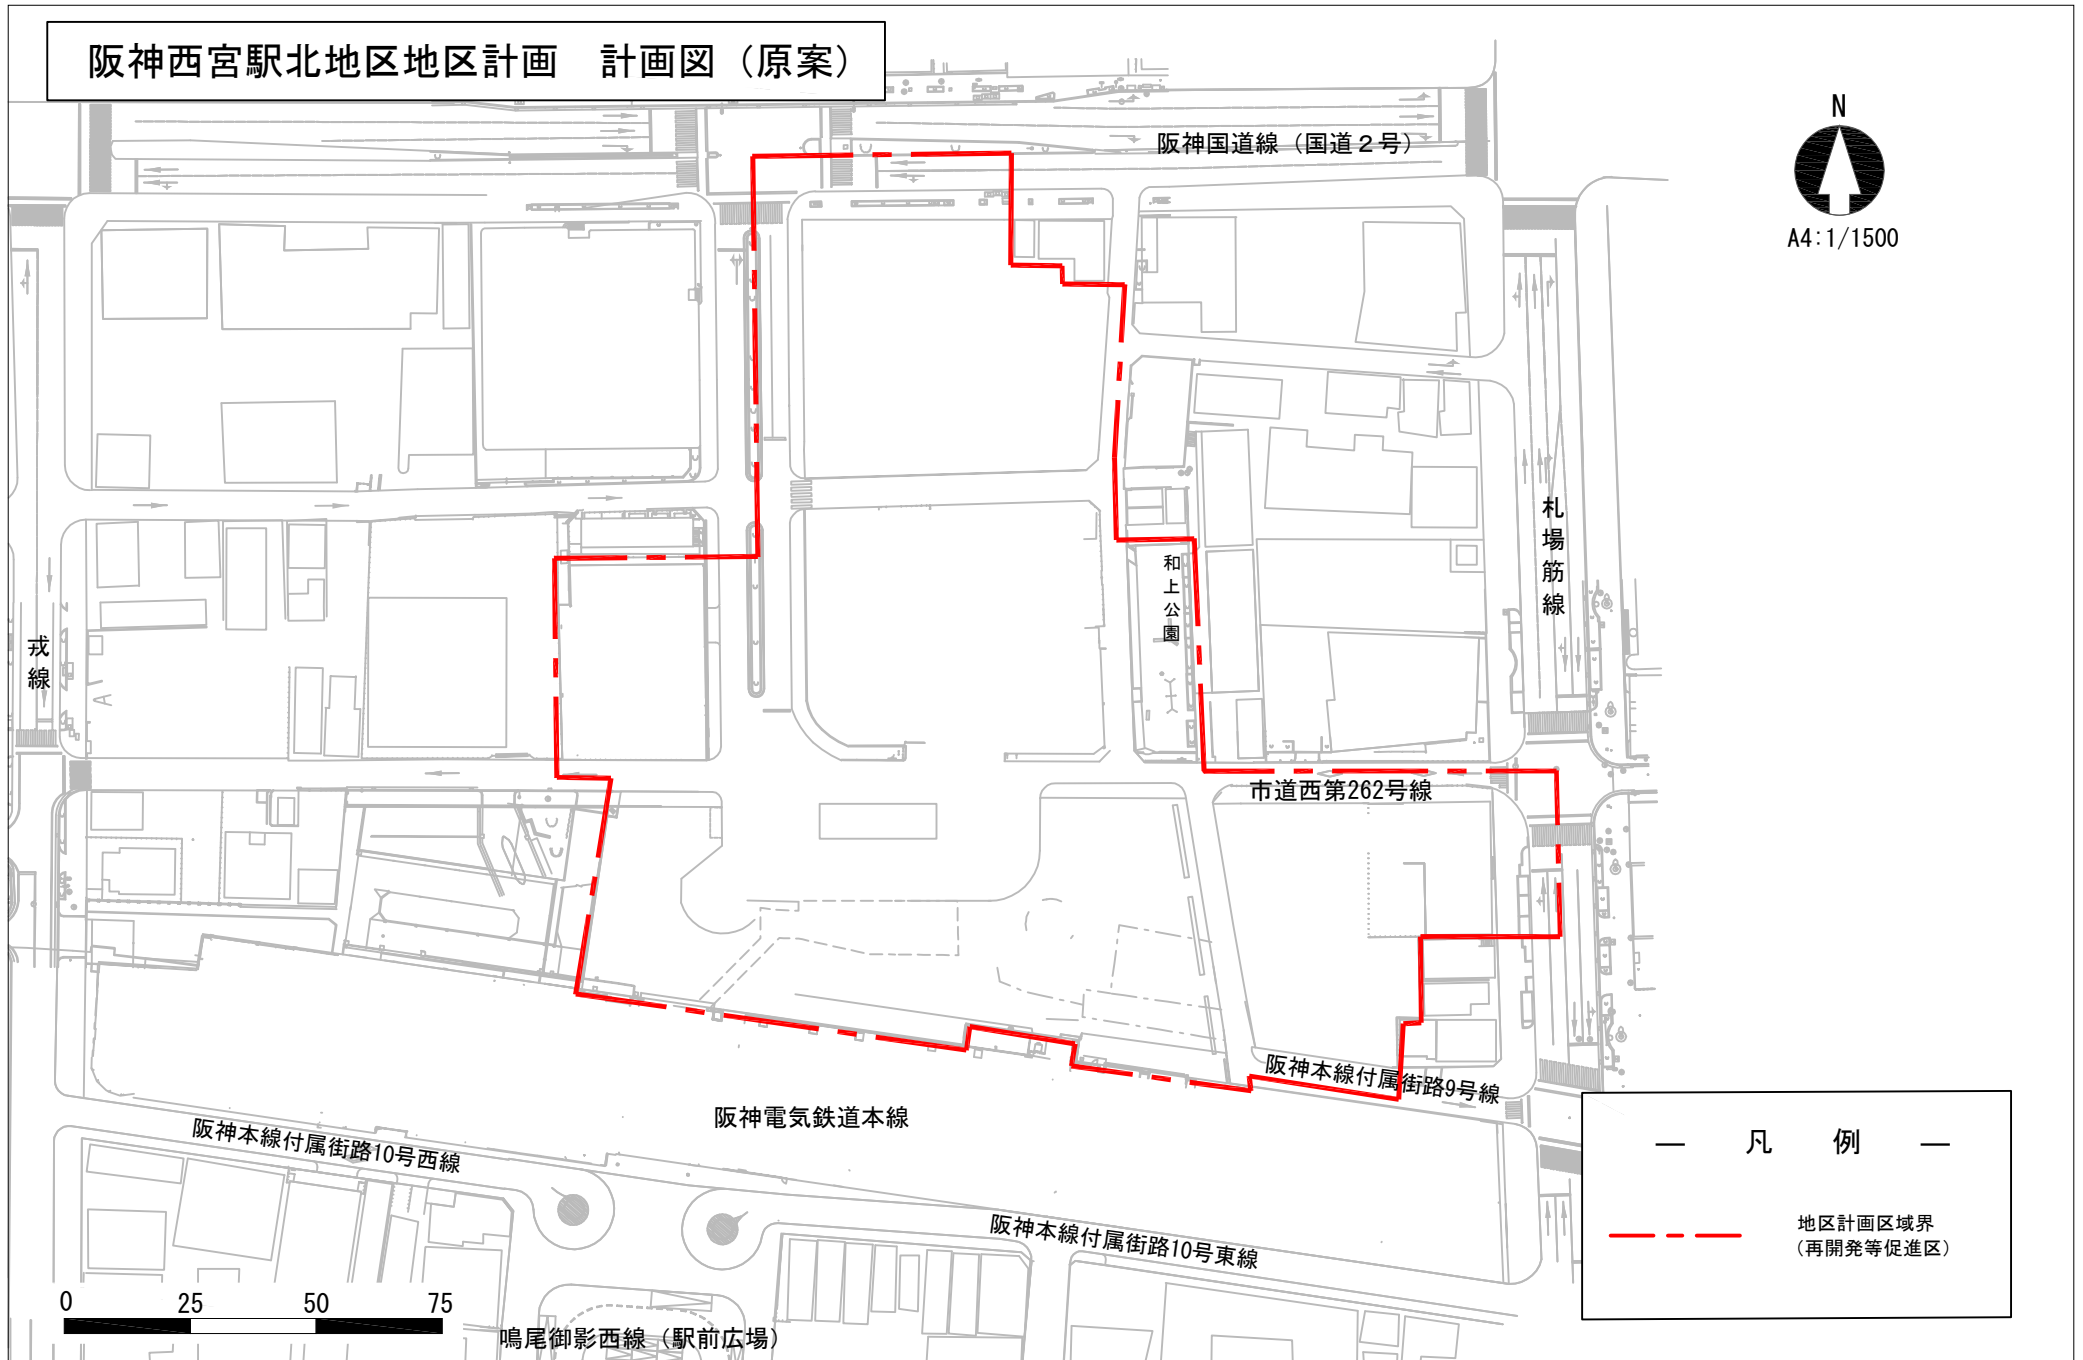 阪神西宮駅北地区地区計画　計画図（原案）
阪神国道線（国道２号）
N
A4:1/1500
札場筋線
和上公園
戎線
市道西第262号線
阪神本線付属街路9号線
阪神電気鉄道本線
阪神本線付属街路10号西線
阪神本線付属街路10号東線
― 凡　例 ―
地区計画区域界
（再開発等促進区）
0 25 50 75
鳴尾御影西線（駅前広場）